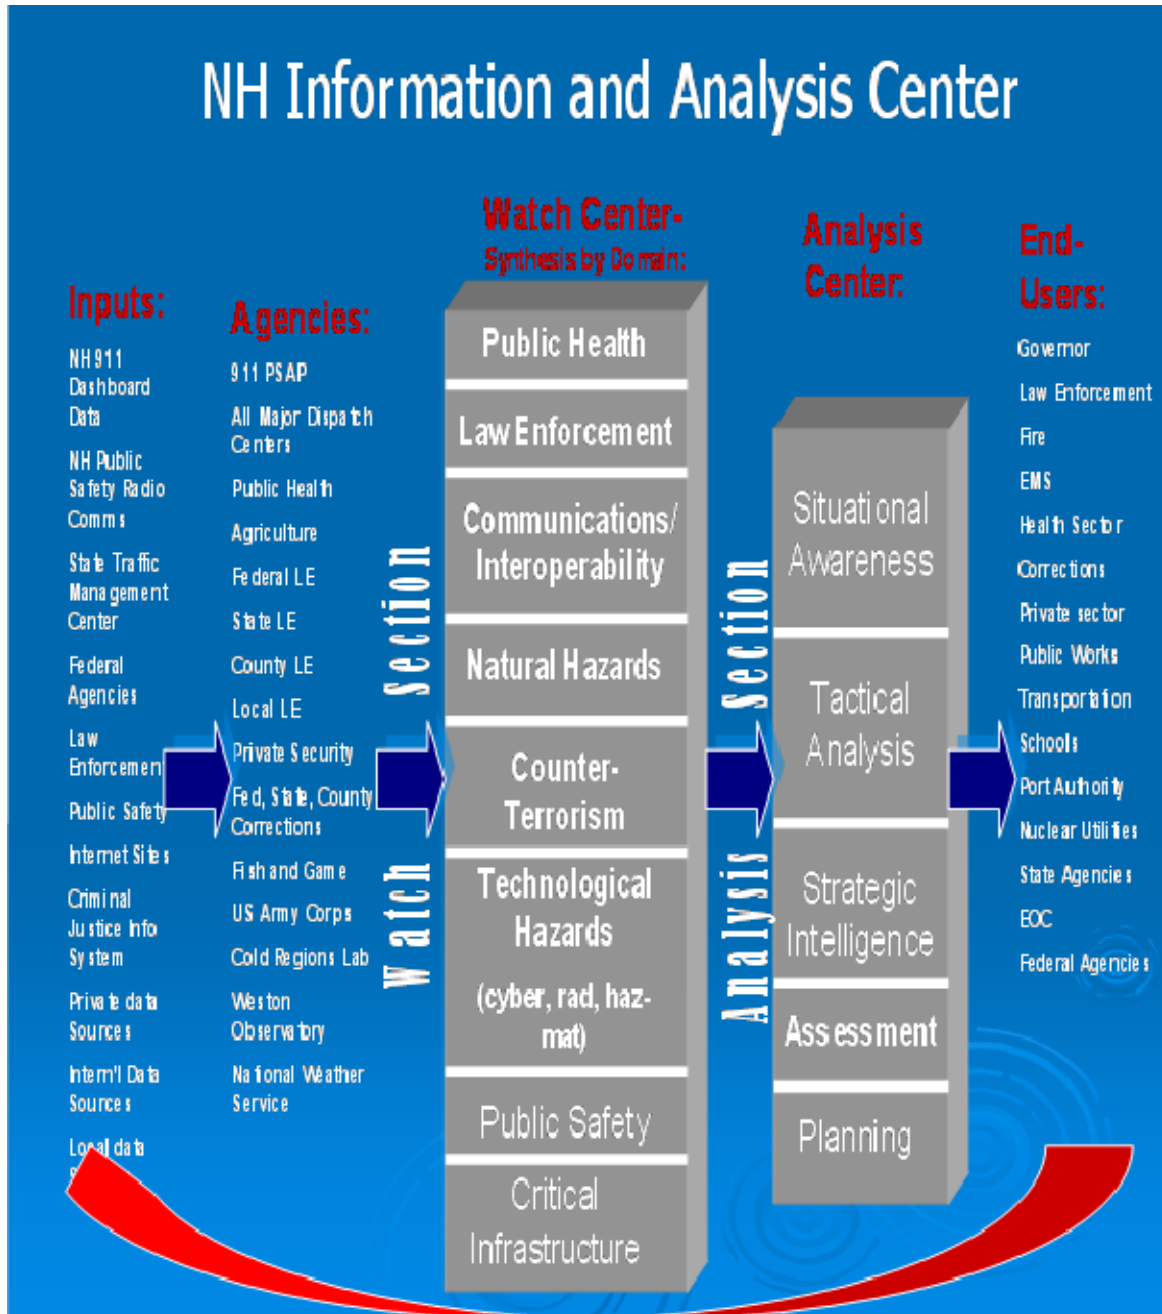 NH Information and Analysis Center
Inputs:
NH911
Dashboard
Data
NH Public
Safety Radio
Comms
State Traffic
Management
Center
Federal
Agencies
Law
Enforcement
Public Safety
Internet Sites
Criminal
Justice Info
System
Private data
Sources
Intern'l Data
Sources
Local data
Agencies:
911 PSAP
All Major Dispatch
Centers
Public Health
Agriculture
Federal LE
State LE
County LE
Local LE
Private Security
Fed, State, County
Corrections
Fish and Game
US Army Corps
Cold Regions Lab
Weston
Observatory
National Weather
Service
Watch Section
Watch Center-
Synthesis by Domain:
Public Health
Law Enforcement
Communications/
Interoperability
Natural Hazards
Counter-
Terrorism
Technological
Hazards
(cyber, rad, haz-
mat)
Public Safety
Critical
Infrastructure
Analysis Section
Analysis
Center:
Situational
Awareness
Tactical
Analysis
Strategic
Intelligence
Assessment
Planning
End-
Users:
Governor
Law Enforcement
Fire
EMS
Health Sector
Corrections
Private sector
Public Works
Transportation
Schools
Port Authority
Nuclear Utilities
State Agencies
EOC
Federal Agencies